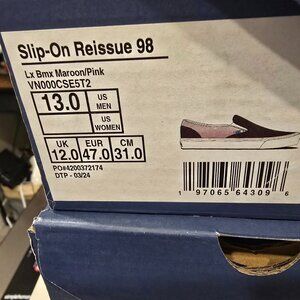 Slip-On Reissue 98
Lx Bmx Maroon/Pink
VN000CSE5T2
13.0 US MEN
US WOMEN
UK EUR CM
12.0 47.0 31.0
PO#4200372174
DTP - 03/24
1 97065 64309 6